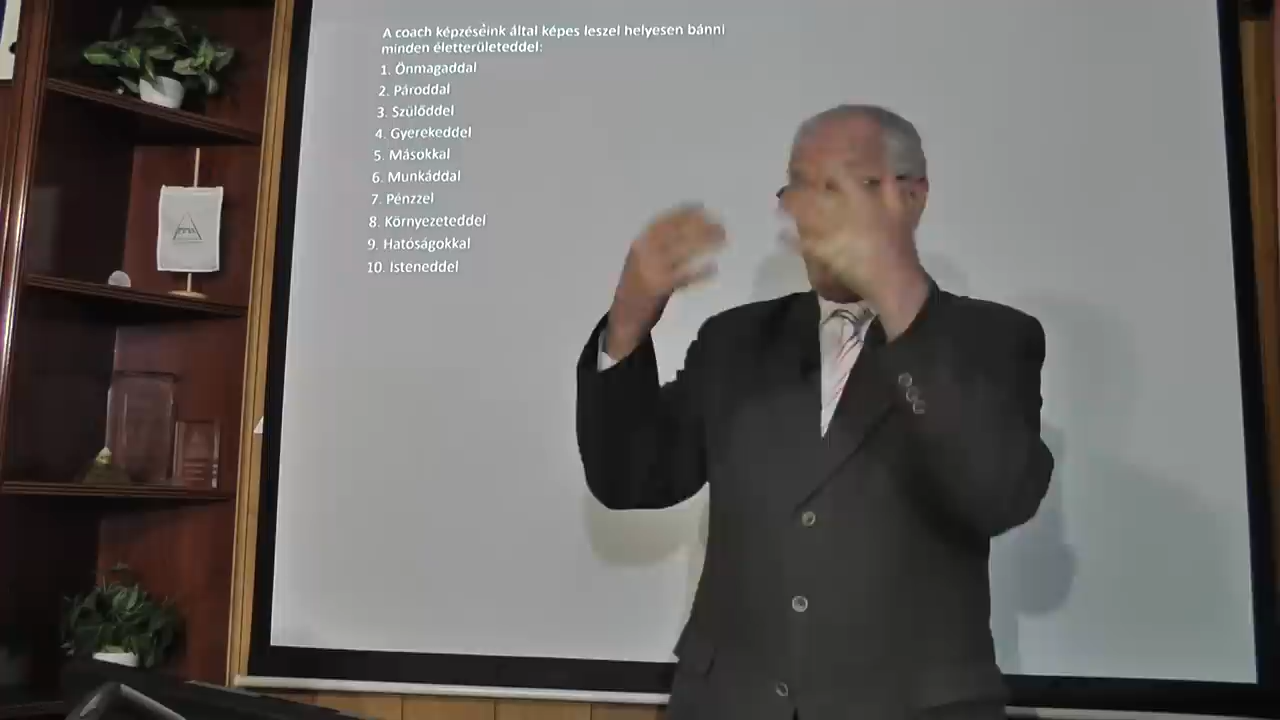 A coach képzéseink által képes leszel helyesen bánni
minden életterületeddel:
1. Önmagaddal
2. Pároddal
3. Szülőddel
4. Gyerekeddel
5. Másokkal
6. Munkáddal
7. Pénzzel
8. Környezeteddel
9. Hatóságokkal
10. Isteneddel